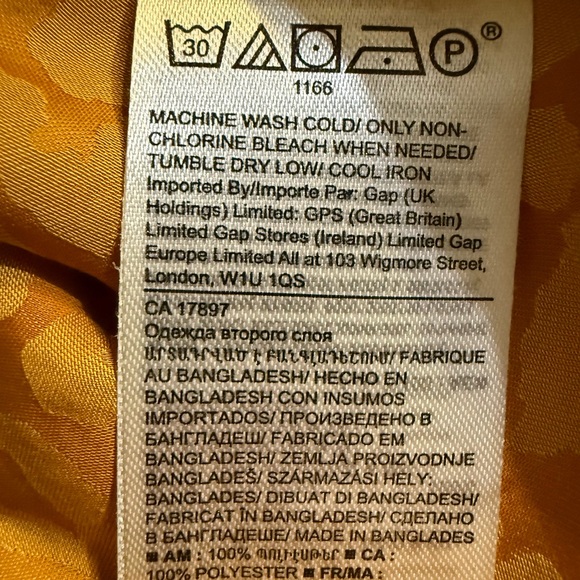 30 P ®
1166
MACHINE WASH COLD/ ONLY NON-
CHLORINE BLEACH WHEN NEEDED/
TUMBLE DRY LOW/ COOL IRON
Imported By/Importe Par: Gap (UK
Holdings) Limited: GPS (Great Britain)
Limited Gap Stores (Ireland) Limited Gap
Europe Limited All at 103 Wigmore Street,
London, W1U 1QS
CA 17897
Одежда второго слоя
ԱՐՏԱԴՐՎԱԾ Է ԲԱՆԳԼԱԴԵՇՈՒՄ/ FABRIQUE
AU BANGLADESH/ HECHO EN
BANGLADESH CON INSUMOS
IMPORTADOS/ ПРОИЗВЕДЕНО В
БАНГЛАДЕШ/ FABRICADO EM
BANGLADESH/ ZEMLJA PROIZVODNJE
BANGLADEŠ/ SZÁRMAZÁSI HELY:
BANGLADES/ DIBUAT DI BANGLADESH/
FABRICAT ÎN BANGLADESH/ СДЕЛАНО
В БАНГЛАДЕШЕ/ MADE IN BANGLADES
■ AM : 100% ՊՈԼԻԷՍԹԵՐ ■ CA :
100% POLYESTER ■ FR/MA :